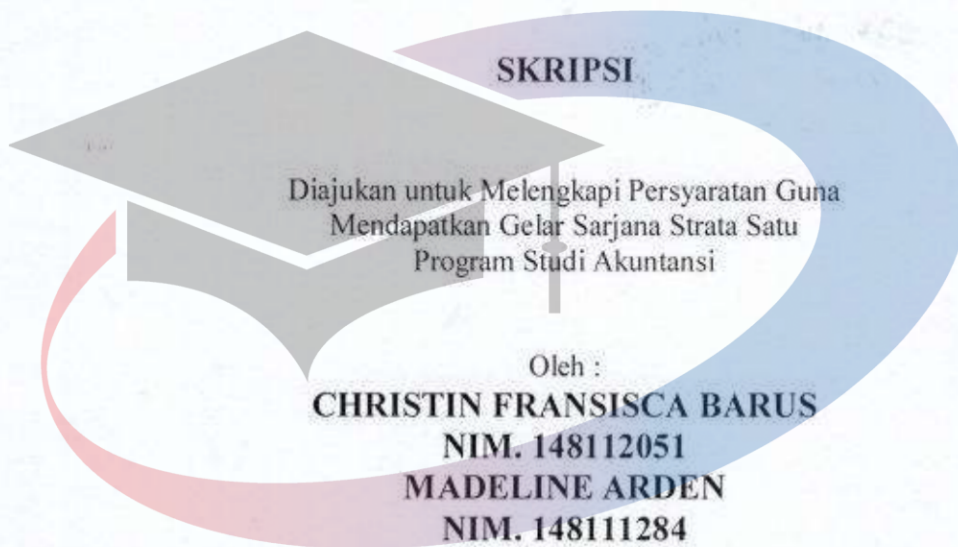 SKRIPSI
Diajukan untuk Melengkapi Persyaratan Guna
Mendapatkan Gelar Sarjana Strata Satu
Program Studi Akuntansi
Oleh :
CHRISTIN FRANSISCA BARUS
NIM. 148112051
MADELINE ARDEN
NIM. 148111284